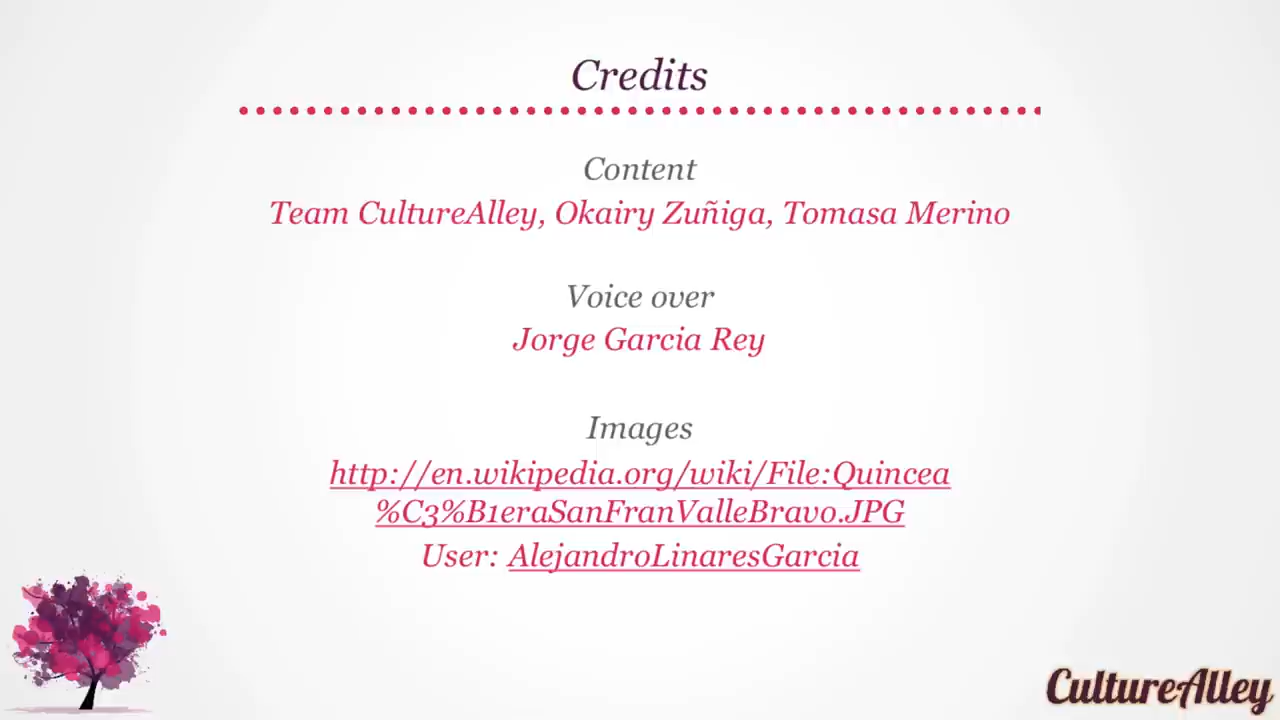 Credits
Content
Team CultureAlley, Okairy Zuñiga, Tomasa Merino
Voice over
Jorge Garcia Rey
Images
http://en.wikipedia.org/wiki/File:Quincea
%C3%B1eraSanFranValleBravo.JPG
User: AlejandroLinaresGarcia
CultureAlley